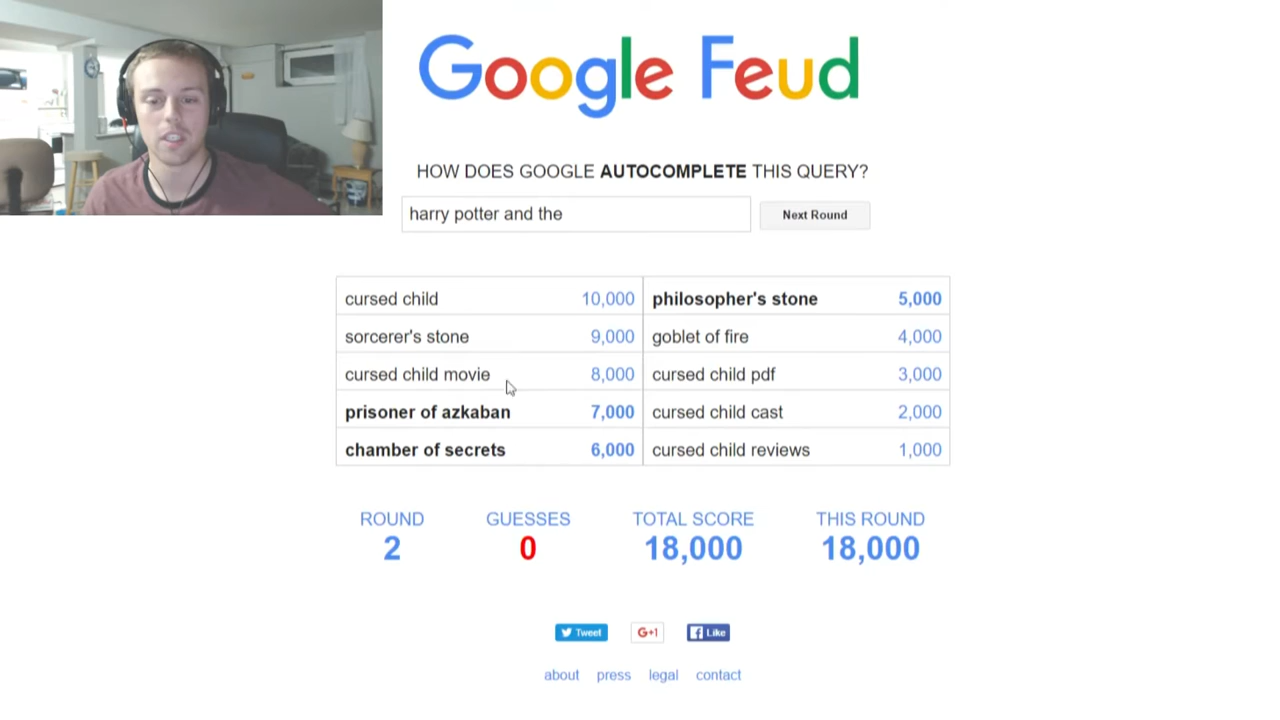 Google Feud
HOW DOES GOOGLE AUTOCOMPLETE THIS QUERY?
harry potter and the
Next Round
cursed child 10,000 philosopher's stone 5,000
sorcerer's stone 9,000 goblet of fire 4,000
cursed child movie 8,000 cursed child pdf 3,000
prisoner of azkaban 7,000 cursed child cast 2,000
chamber of secrets 6,000 cursed child reviews 1,000
ROUND GUESSES TOTAL SCORE THIS ROUND
2 0 18,000 18,000
Tweet G+1 Like
about press legal contact